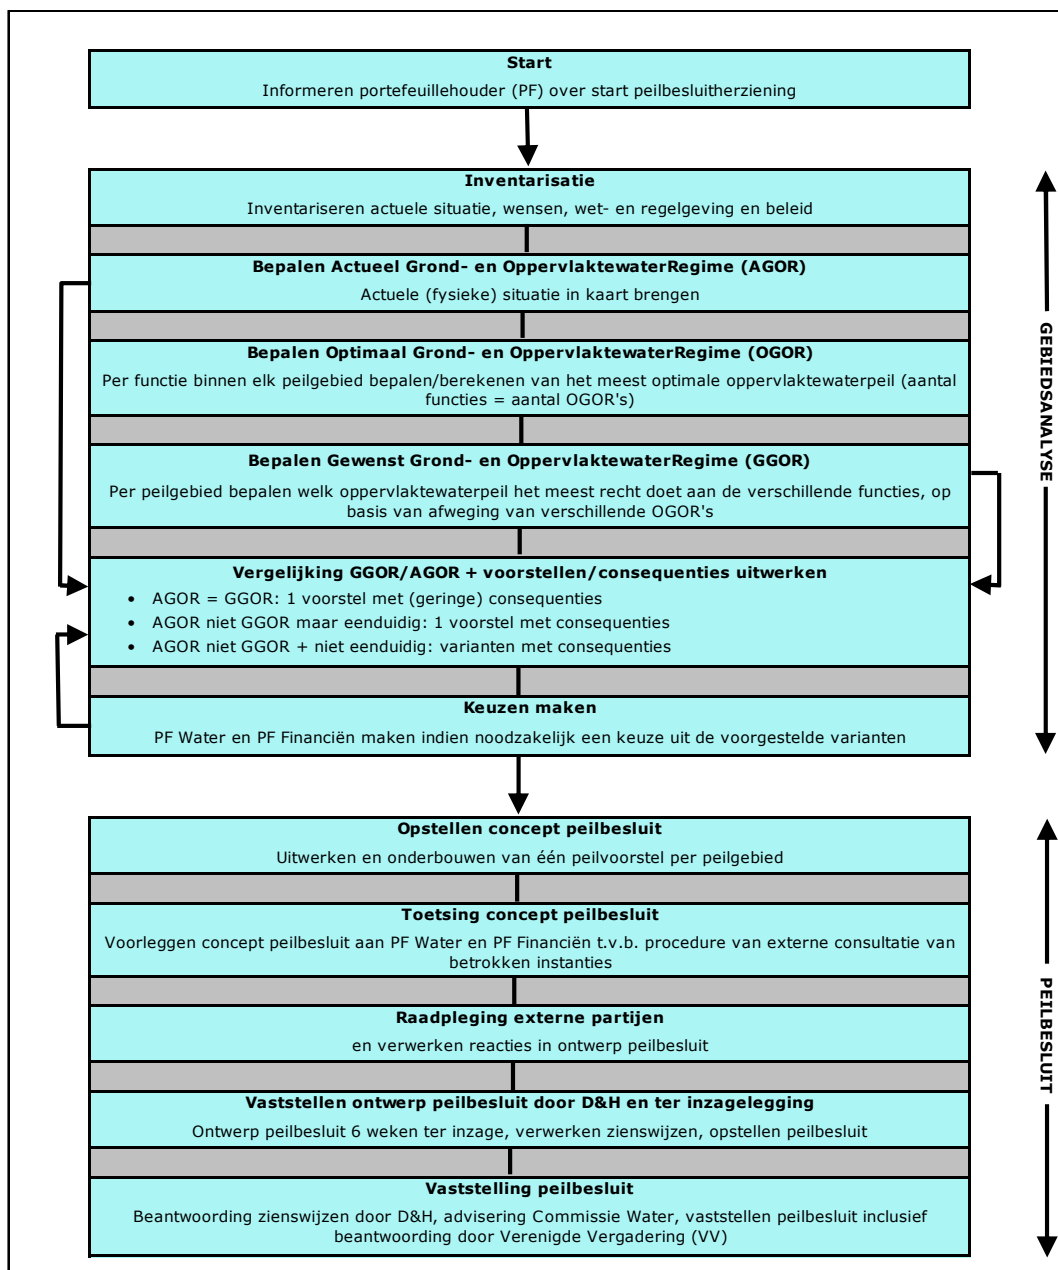 Start
Informeren portefeuillehouder (PF) over start peilbesluitherziening
Inventarisatie
Inventariseren actuele situatie, wensen, wet- en regelgeving en beleid
Bepalen Actueel Grond- en OppervlaktewaterRegime (AGOR)
Actuele (fysieke) situatie in kaart brengen
Bepalen Optimaal Grond- en OppervlaktewaterRegime (OGOR)
Per functie binnen elk peilgebied bepalen/berekenen van het meest optimale oppervlaktewaterpeil (aantal
functies = aantal OGOR's)
Bepalen Gewenst Grond- en OppervlaktewaterRegime (GGOR)
Per peilgebied bepalen welk oppervlaktewaterpeil het meest recht doet aan de verschillende functies, op
basis van afweging van verschillende OGOR's
Vergelijking GGOR/AGOR + voorstellen/consequenties uitwerken
• AGOR = GGOR: 1 voorstel met (geringe) consequenties
• AGOR niet GGOR maar eenduidig: 1 voorstel met consequenties
• AGOR niet GGOR + niet eenduidig: varianten met consequenties
Keuzen maken
PF Water en PF Financiën maken indien noodzakelijk een keuze uit de voorgestelde varianten
GEBIEDSANALYSE
Opstellen concept peilbesluit
Uitwerken en onderbouwen van één peilvoorstel per peilgebied
Toetsing concept peilbesluit
Voorleggen concept peilbesluit aan PF Water en PF Financiën t.v.b. procedure van externe consultatie van
betrokken instanties
Raadpleging externe partijen
en verwerken reacties in ontwerp peilbesluit
Vaststellen ontwerp peilbesluit door D&H en ter inzagelegging
Ontwerp peilbesluit 6 weken ter inzage, verwerken zienswijzen, opstellen peilbesluit
Vaststelling peilbesluit
Beantwoording zienswijzen door D&H, advisering Commissie Water, vaststellen peilbesluit inclusief
beantwoording door Verenigde Vergadering (VV)
PEILBESLUIT